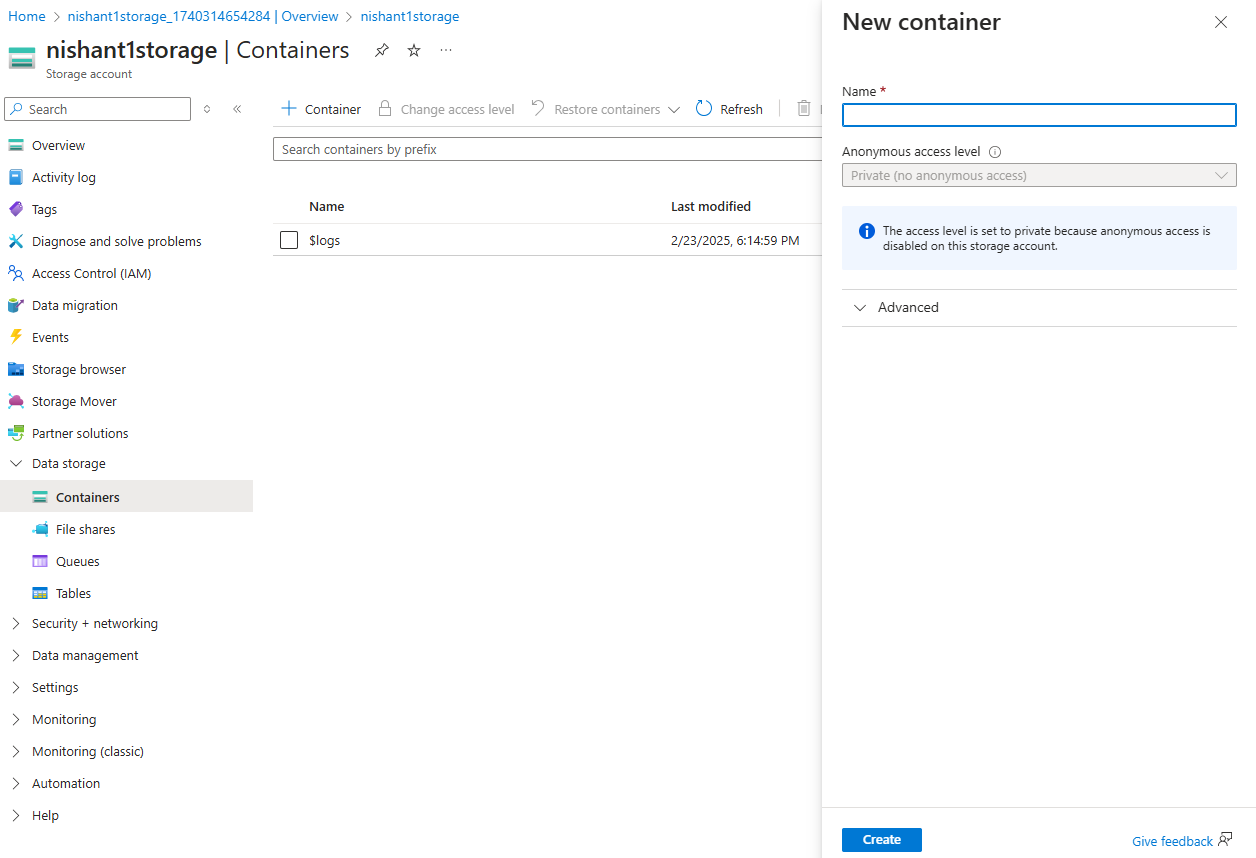 Home > nishant1storage_1740314654284 | Overview > nishant1storage
nishant1storage | Containers
Storage account
Search
Overview
Activity log
Tags
Diagnose and solve problems
Access Control (IAM)
Data migration
Events
Storage browser
Storage Mover
Partner solutions
Data storage
Containers
File shares
Queues
Tables
Security + networking
Data management
Settings
Monitoring
Monitoring (classic)
Automation
Help
Container Change access level Restore containers Refresh
Search containers by prefix
Name Last modified
$logs 2/23/2025, 6:14:59 PM
New container
Name *
Anonymous access level
Private (no anonymous access)
The access level is set to private because anonymous access is
disabled on this storage account.
Advanced
Create Give feedback